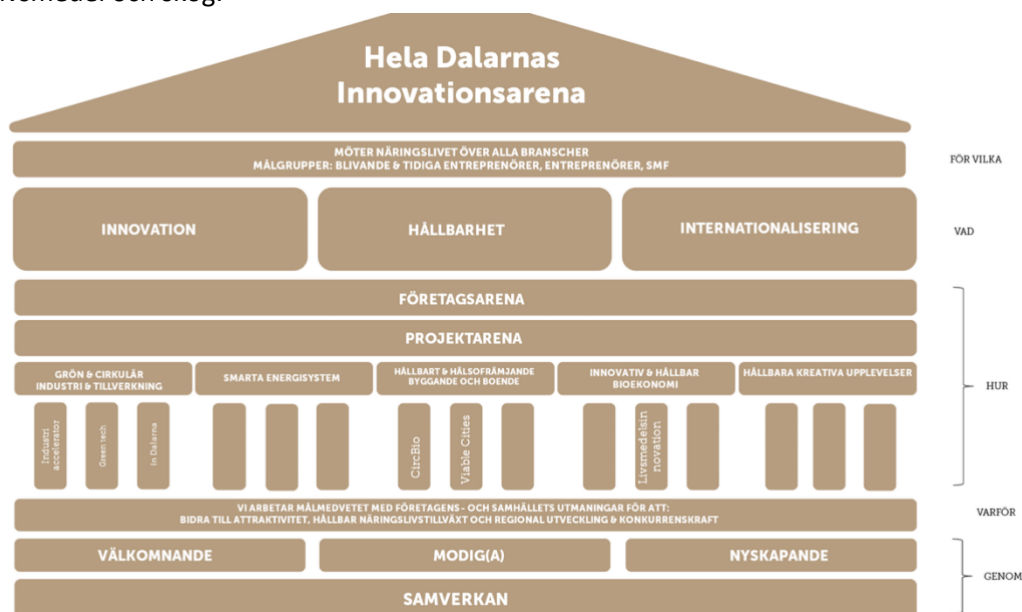 Hela Dalarnas
Innovationsarena
MÖTER NÄRINGSLIVET ÖVER ALLA BRANSCHER
MÅLGRUPPER: BLIVANDE & TIDIGA ENTREPRENÖRER, ENTREPRENÖRER, SMF
FÖR VILKA
INNOVATION
HÅLLBARHET
INTERNATIONALISERING
VAD
FÖRETAGSARENA
PROJEKTARENA
GRÖN & CIRKULÄR
INDUSTRI & TILLVERKNING
SMARTA ENERGISYSTEM
HÅLLBART & HÄLSOFRÄMJANDE
BYGGANDE OCH BOENDE
INNOVATIV & HÅLLBAR
BIOEKONOMI
HÅLLBARA KREATIVA UPPLEVELSER
HUR
Industri
accelerator
Green tech
In Dalarna
CircBio
Viable Cities
Livsmedelsin
novation
VI ARBETAR MÅLMEDVETET MED FÖRETAGENS - OCH SAMHÄLLETS UTMANINGAR FÖR ATT:
BIDRA TILL ATTRAKTIVITET, HÅLLBAR NÄRINGSLIVSTILLVÄXT OCH REGIONAL UTVECKLING & KONKURRENSKRAFT
VARFÖR
VÄLKOMNANDE
MODIG(A)
NYSKAPANDE
GENOM
SAMVERKAN